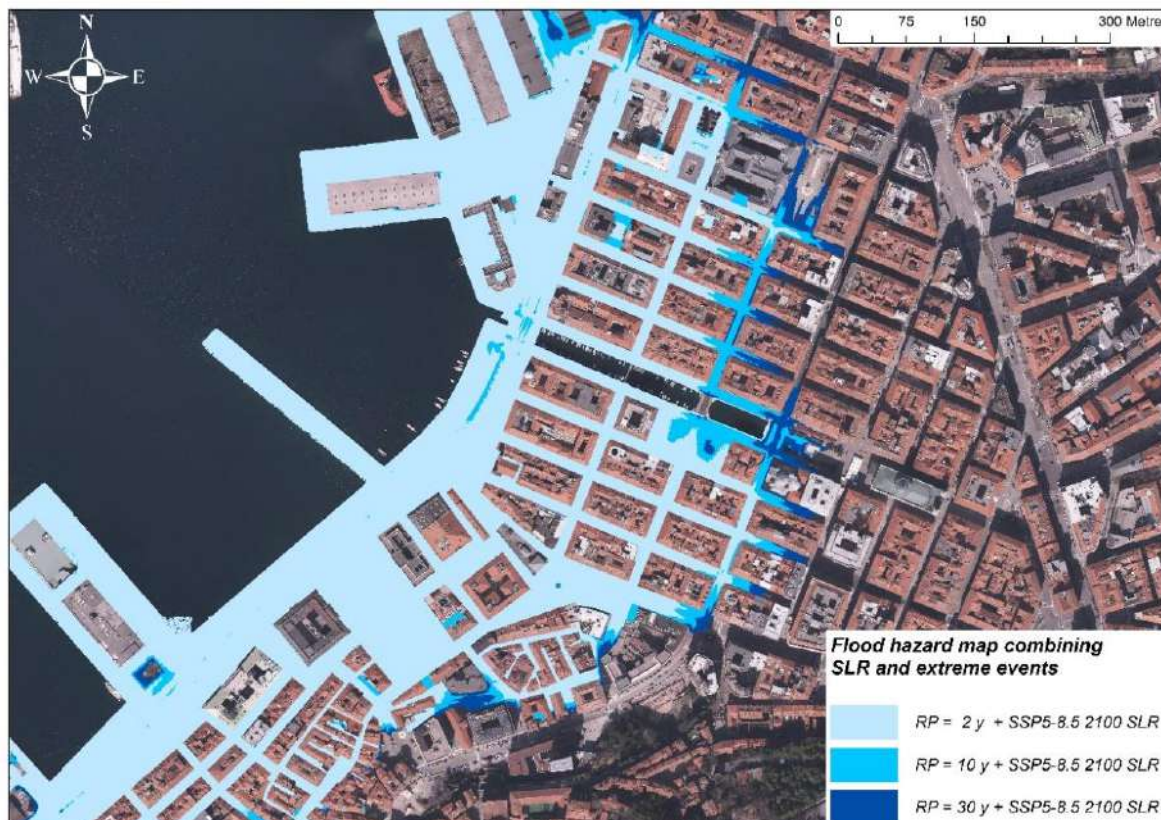 N
W E
S
0 75 150 300 Metre
Flood hazard map combining
SLR and extreme events
RP = 2 y + SSP5-8.5 2100 SLR
RP = 10 y + SSP5-8.5 2100 SLR
RP = 30 y + SSP5-8.5 2100 SLR